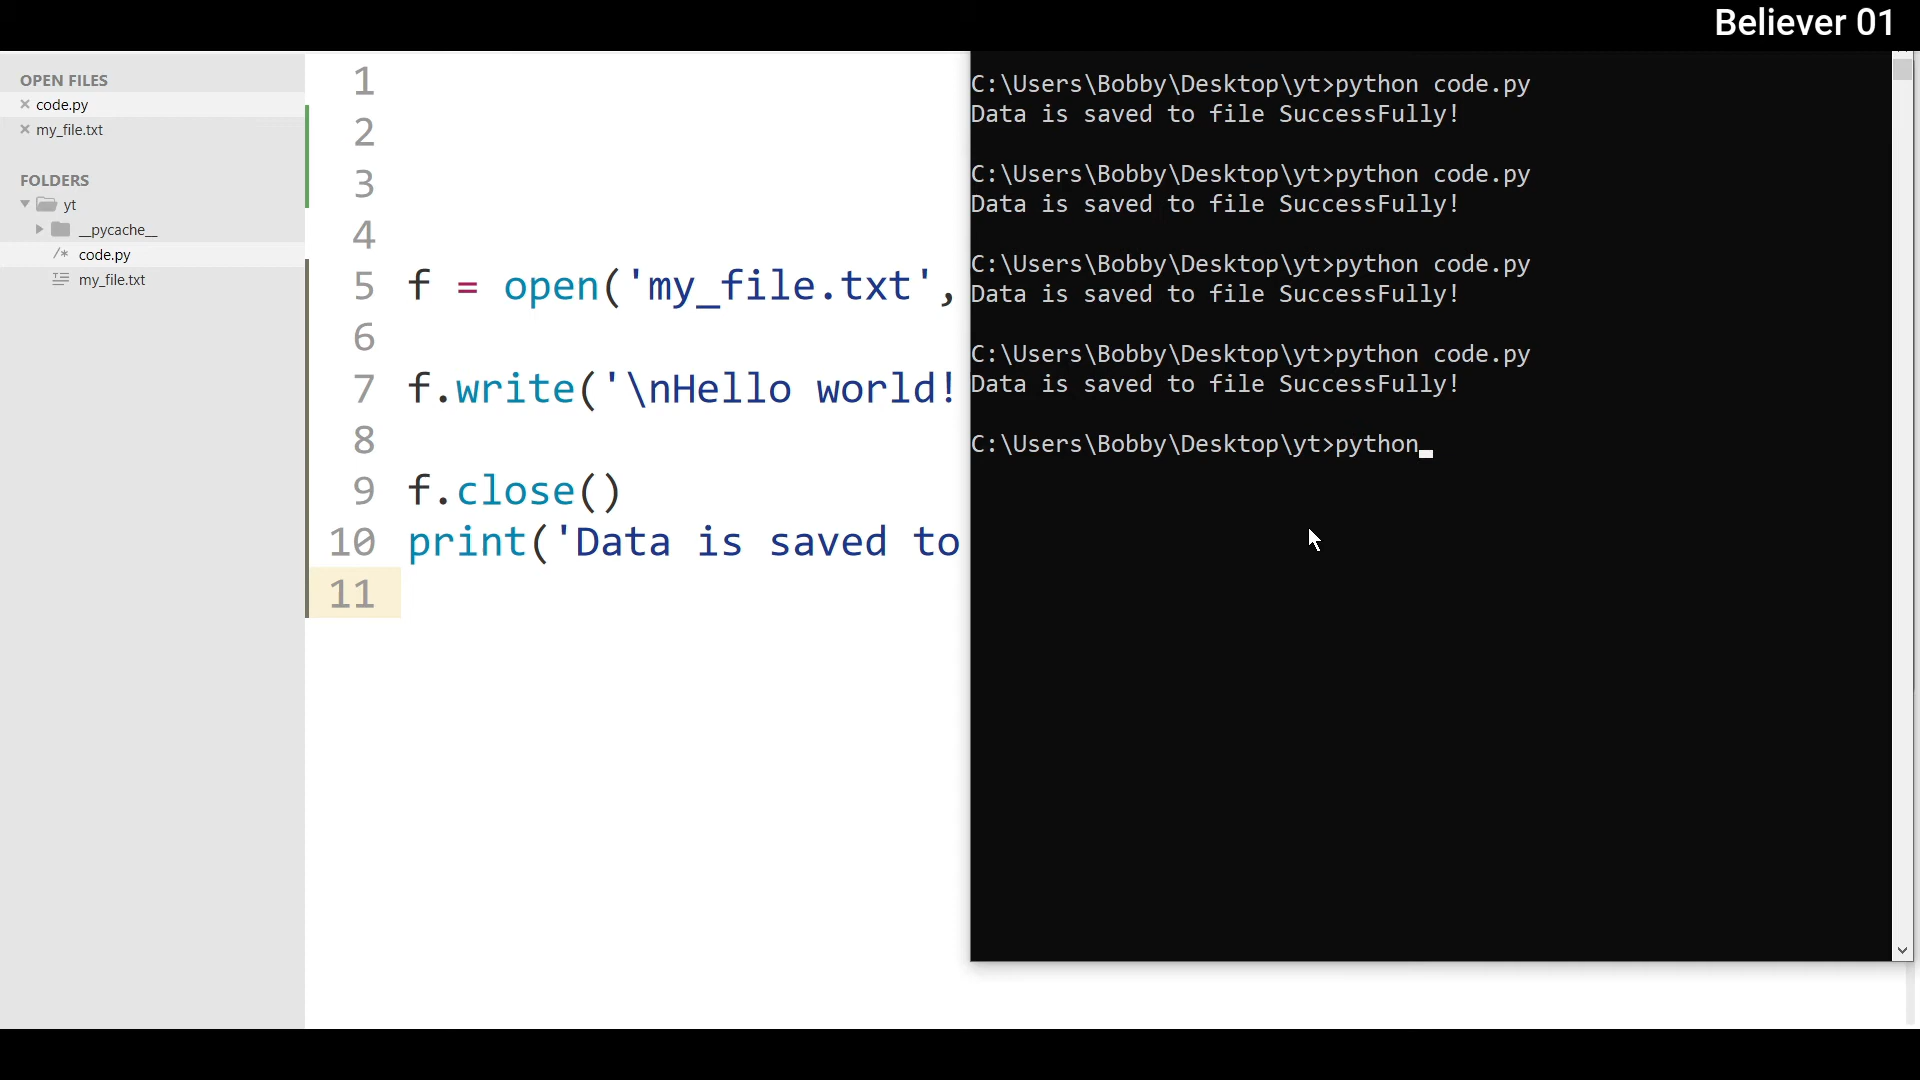 Believer 01
OPEN FILES
code.py
my_file.txt
FOLDERS
yt
__pycache__
code.py
my_file.txt
1
2
3
4
5 f = open('my_file.txt',
6
7 f.write('\nHello world!
8
9 f.close()
10 print('Data is saved to
11
C:\Users\Bobby\Desktop\yt>python code.py
Data is saved to file SuccessFully!
C:\Users\Bobby\Desktop\yt>python code.py
Data is saved to file SuccessFully!
C:\Users\Bobby\Desktop\yt>python code.py
Data is saved to file SuccessFully!
C:\Users\Bobby\Desktop\yt>python code.py
Data is saved to file SuccessFully!
C:\Users\Bobby\Desktop\yt>python